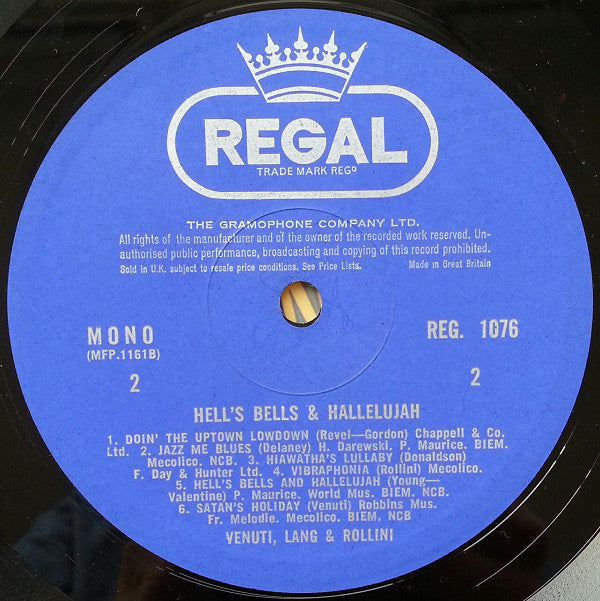 REGAL
TRADE MARK REGD
THE GRAMOPHONE COMPANY LTD.
All rights of the manufacturer and of the owner of the recorded work reserved. Un-
authorised public performance, broadcasting and copying of this record prohibited.
Sold in U.K. subject to resale price conditions. See Price Lists. Made in Great Britain
MONO
(MFP.1161B)
REG. 1076
2
2
HELL'S BELLS & HALLELUJAH
1. DOIN' THE UPTOWN LOWDOWN (Revel—Gordon) Chappell & Co.
Ltd. 2. JAZZ ME BLUES (Delaney) H. Darewski. P. Maurice. BIEM.
Mecolico. NCB. 3. HIAWATHA'S LULLABY (Donaldson)
F. Day & Hunter Ltd. 4. VIBRAPHONIA (Rollini) Mecolico.
5. HELL'S BELLS AND HALLELUJAH (Young—
Valentine) P. Maurice. World Mus. BIEM. NCB.
6. SATAN'S HOLIDAY (Venuti) Robbins Mus.
Fr. Melodie. Mecolico. BIEM. NCB
VENUTI, LANG & ROLLINI